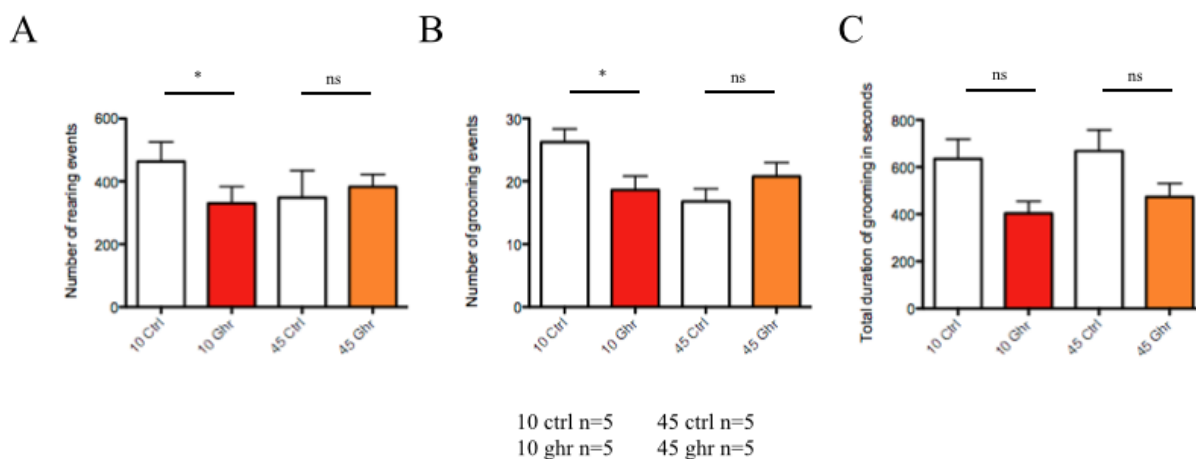 A
B
C
*
ns
*
ns
ns
ns
Number of rearing events
600
400
200
0
10 Ctrl
10 Ghr
45 Ctrl
45 Ghr
Number of grooming events
30
20
10
0
10 Ctrl
10 Ghr
45 Ctrl
45 Ghr
Total duration of grooming in seconds
800
600
400
200
0
10 Ctrl
10 Ghr
45 Ctrl
45 Ghr
10 ctrl n=5 45 ctrl n=5
10 ghr n=5 45 ghr n=5